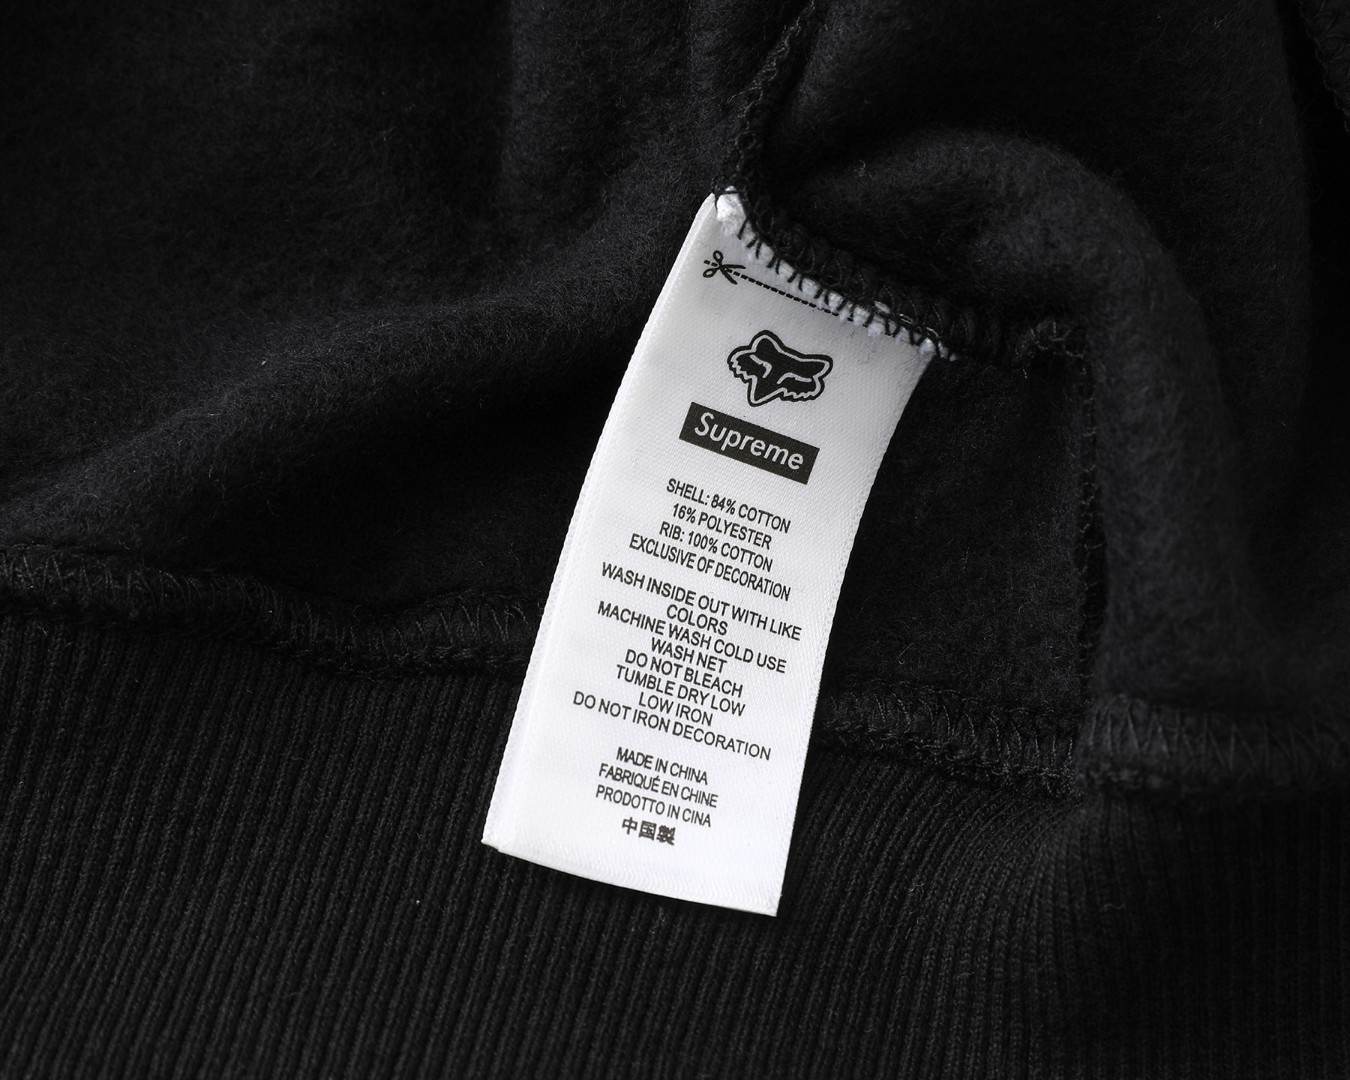 Supreme
SHELL: 84% COTTON
16% POLYESTER
RIB: 100% COTTON
EXCLUSIVE OF DECORATION
WASH INSIDE OUT WITH LIKE
COLORS
MACHINE WASH COLD USE
WASH NET
DO NOT BLEACH
TUMBLE DRY LOW
LOW IRON
DO NOT IRON DECORATION
MADE IN CHINA
FABRIQUÉ EN CHINE
PRODOTTO IN CINA
中国製